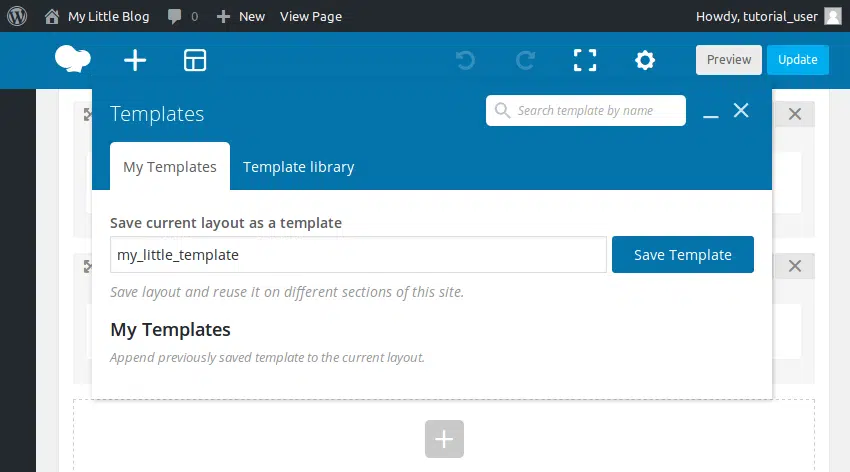 My Little Blog 0 New View Page Howdy, tutorial_user
Preview Update
Templates Search template by name
My Templates Template library
Save current layout as a template
my_little_template Save Template
Save layout and reuse it on different sections of this site.
My Templates
Append previously saved template to the current layout.